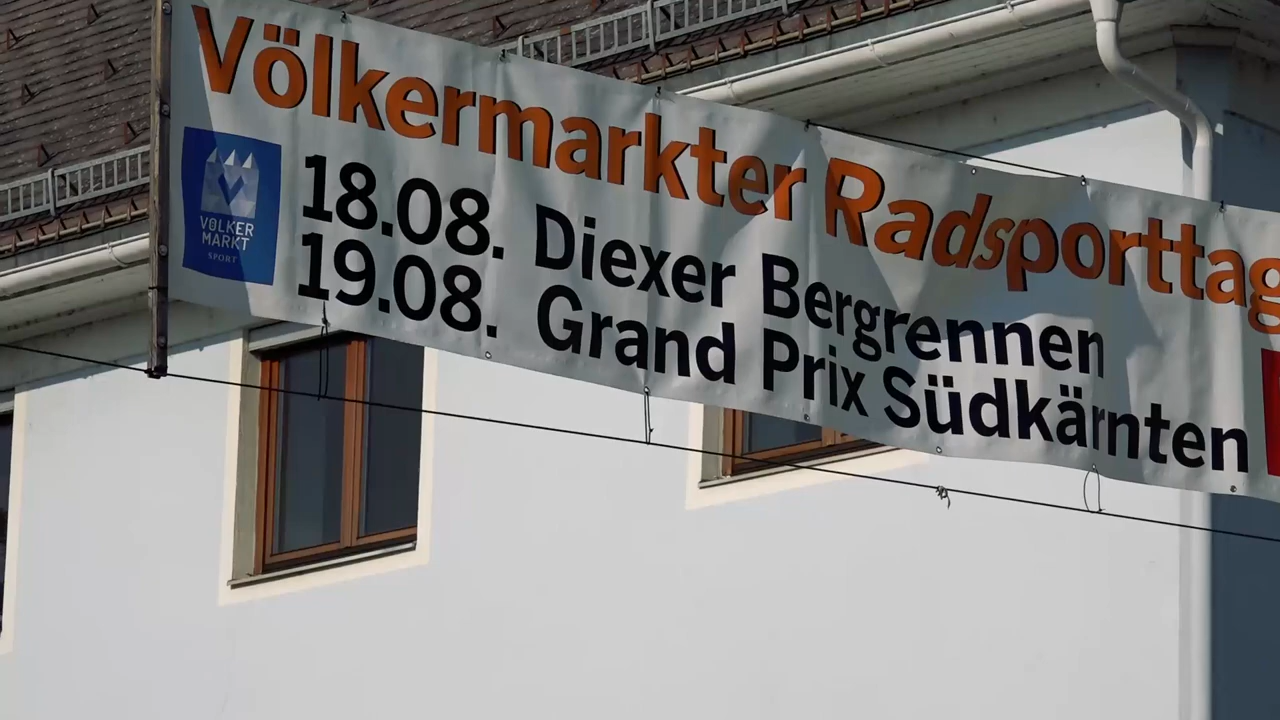 Völkermarkter Radsporttag
VÖLKER
MARKT
SPORT
18.08. Diexer Bergrennen
19.08. Grand Prix Südkärnten